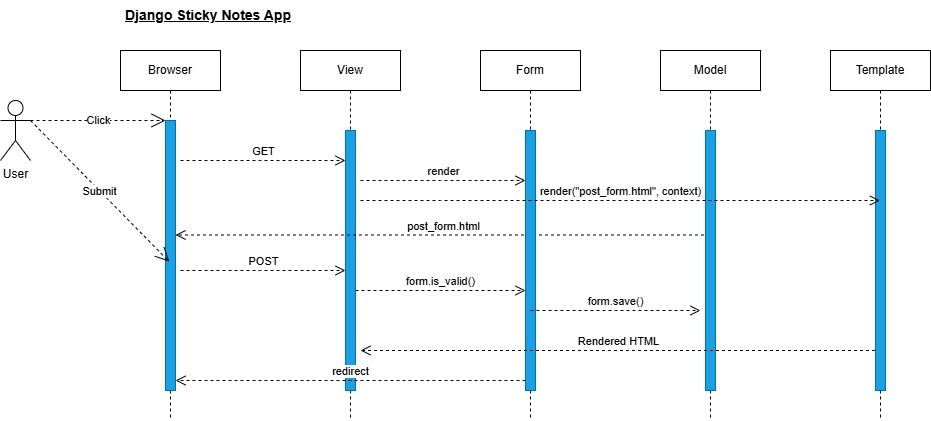 Django Sticky Notes App
Browser
View
Form
Model
Template
Click
User
GET
render
Submit
render("post_form.html", context)
post_form.html
POST
form.is_valid()
form.save()
Rendered HTML
redirect